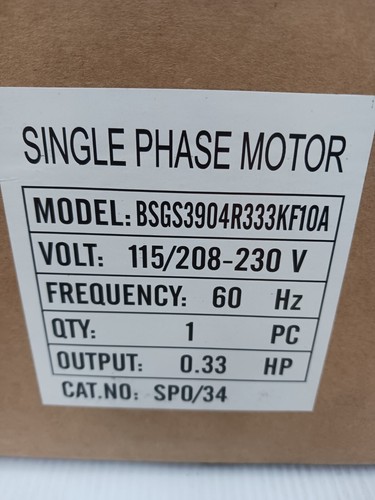 SINGLE PHASE MOTOR
MODEL: BSGS3904R333KF10A
VOLT: 115/208-230 V
FREQUENCY: 60 Hz
QTY: 1 PC
OUTPUT: 0.33 HP
CAT.NO: SPO/34